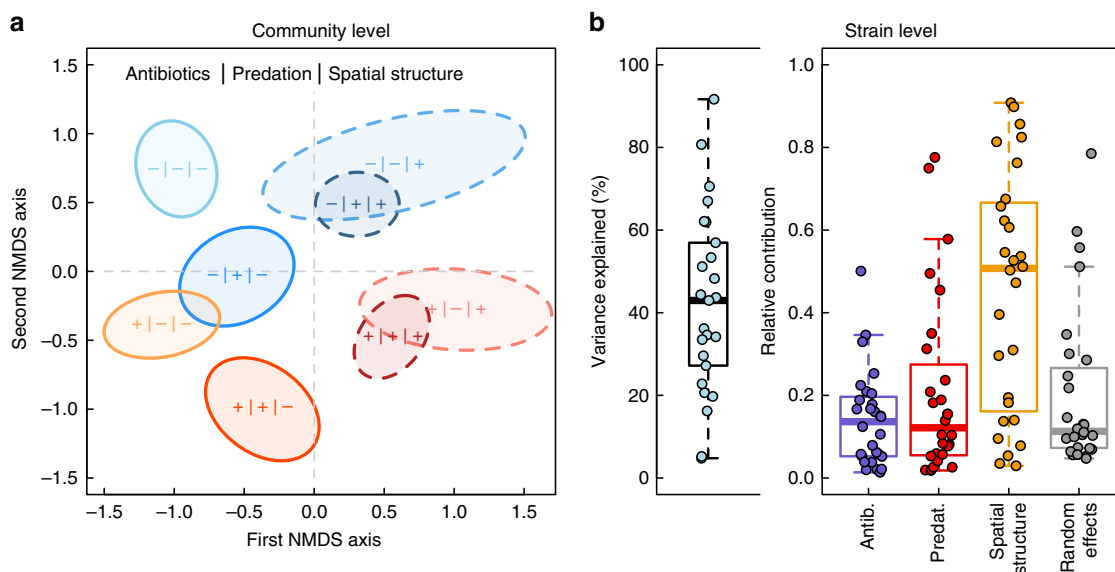 a
Community level
Antibiotics | Predation | Spatial structure
Second NMDS axis
1.5
1.0
0.5
0.0
−0.5
−1.0
−1.5
−|−|−
−|−|+
−|+|+
−|+|−
+|−|−
+|−|+
+|+|+
+|+|−
−1.5 −1.0 −0.5 0.0 0.5 1.0 1.5
First NMDS axis
b
Strain level
Variance explained (%)
100
80
60
40
20
0
Relative contribution
1.0
0.8
0.6
0.4
0.2
0.0
Antib.
Predat.
Spatial
structure
Random
effects